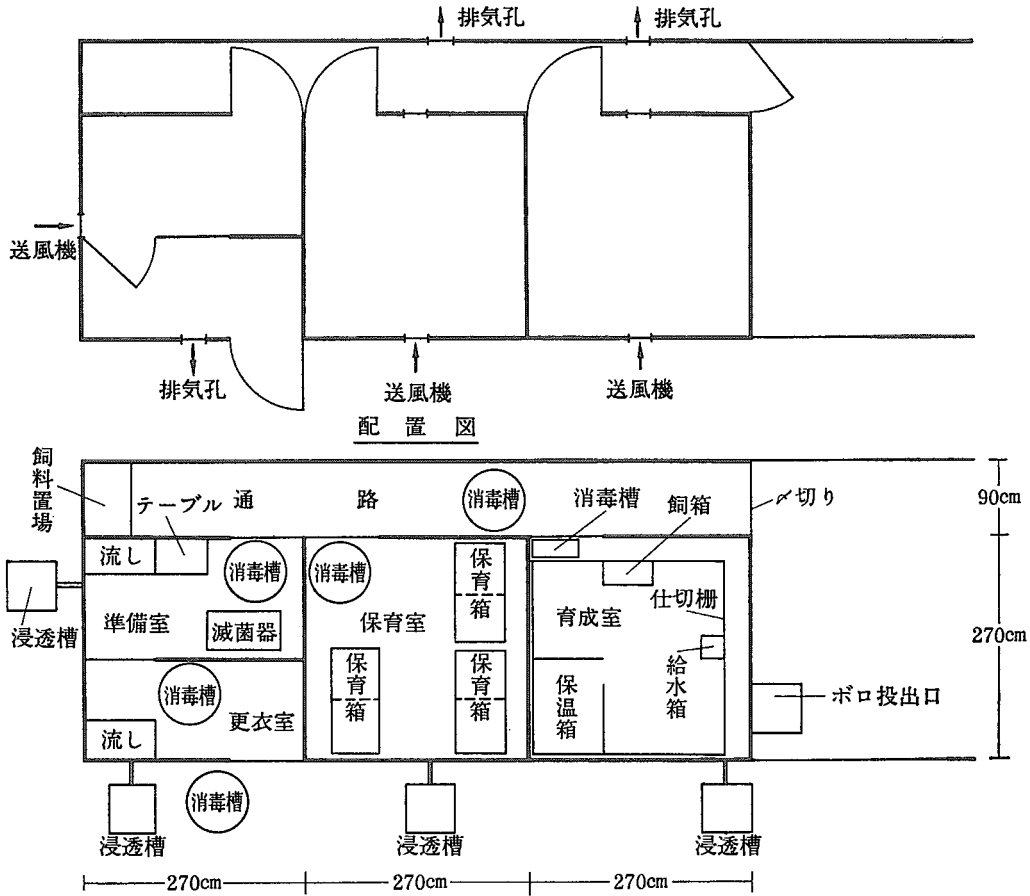 排気孔
排気孔
送風機
排気孔
送風機
送風機
配置図
飼料置場
テーブル
通路
消毒槽
消毒槽
飼箱
〆切り
90cm
流し
消毒槽
消毒槽
保育箱
仕切柵
浸透槽
準備室
滅菌器
保育室
育成室
270cm
消毒槽
更衣室
流し
保育箱
保育箱
保温箱
給水箱
ボロ投出口
消毒槽
浸透槽
浸透槽
浸透槽
270cm
270cm
270cm